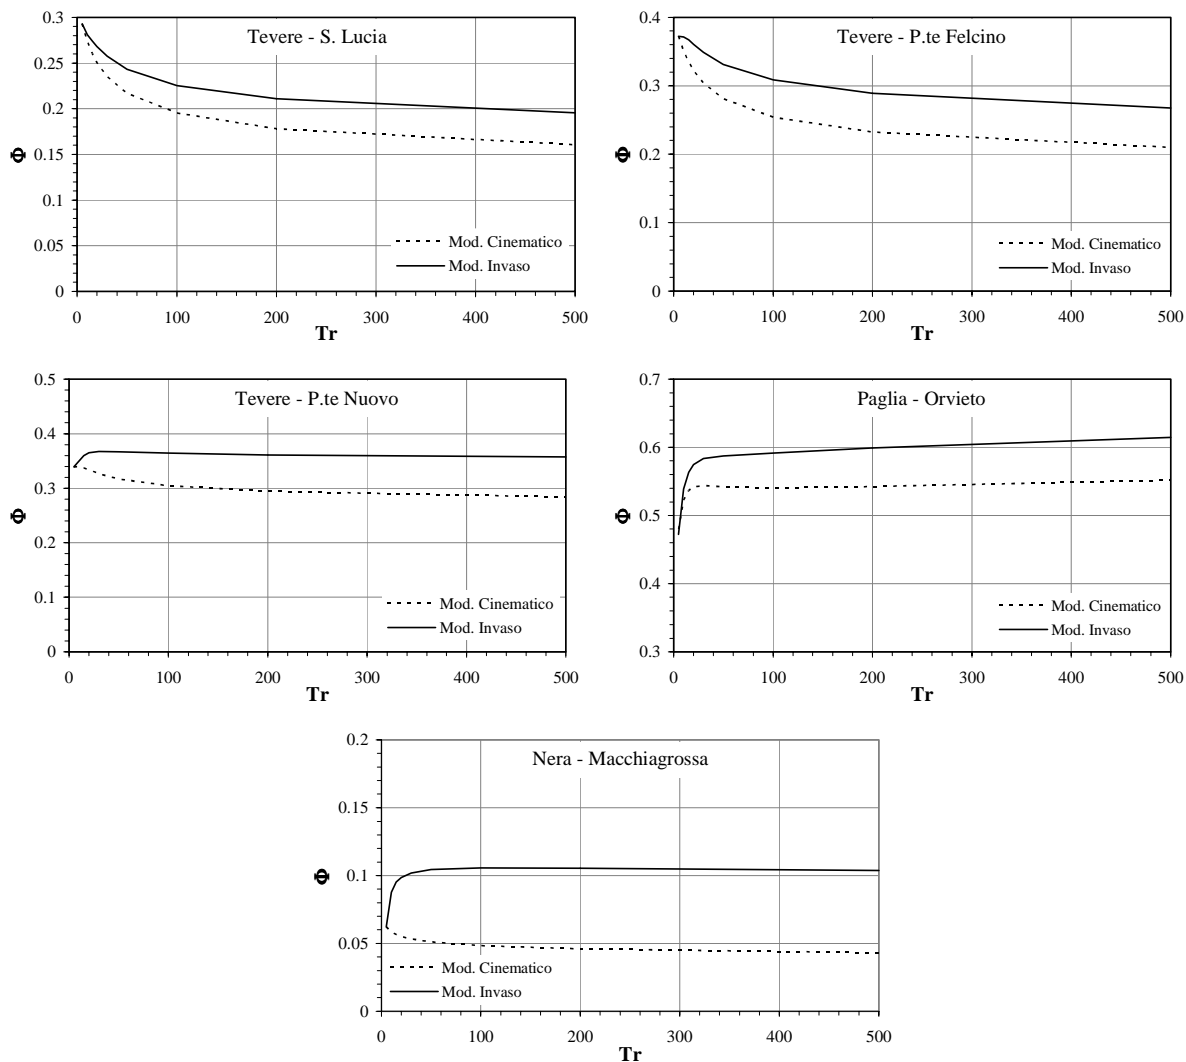 Tevere - S. Lucia
0.3
0.25
0.2
0.15
0.1
0.05
0
Φ
Mod. Cinematico
Mod. Invaso
0 100 200 300 400 500
Tr
Tevere - P.te Felcino
0.4
0.3
0.2
0.1
0
Φ
Mod. Cinematico
Mod. Invaso
0 100 200 300 400 500
Tr
Tevere - P.te Nuovo
0.5
0.4
0.3
0.2
0.1
0
Φ
Mod. Cinematico
Mod. Invaso
0 100 200 300 400 500
Tr
Paglia - Orvieto
0.7
0.6
0.5
0.4
0.3
Φ
Mod. Cinematico
Mod. Invaso
0 100 200 300 400 500
Tr
Nera - Macchiagrossa
0.2
0.15
0.1
0.05
0
Φ
Mod. Cinematico
Mod. Invaso
0 100 200 300 400 500
Tr